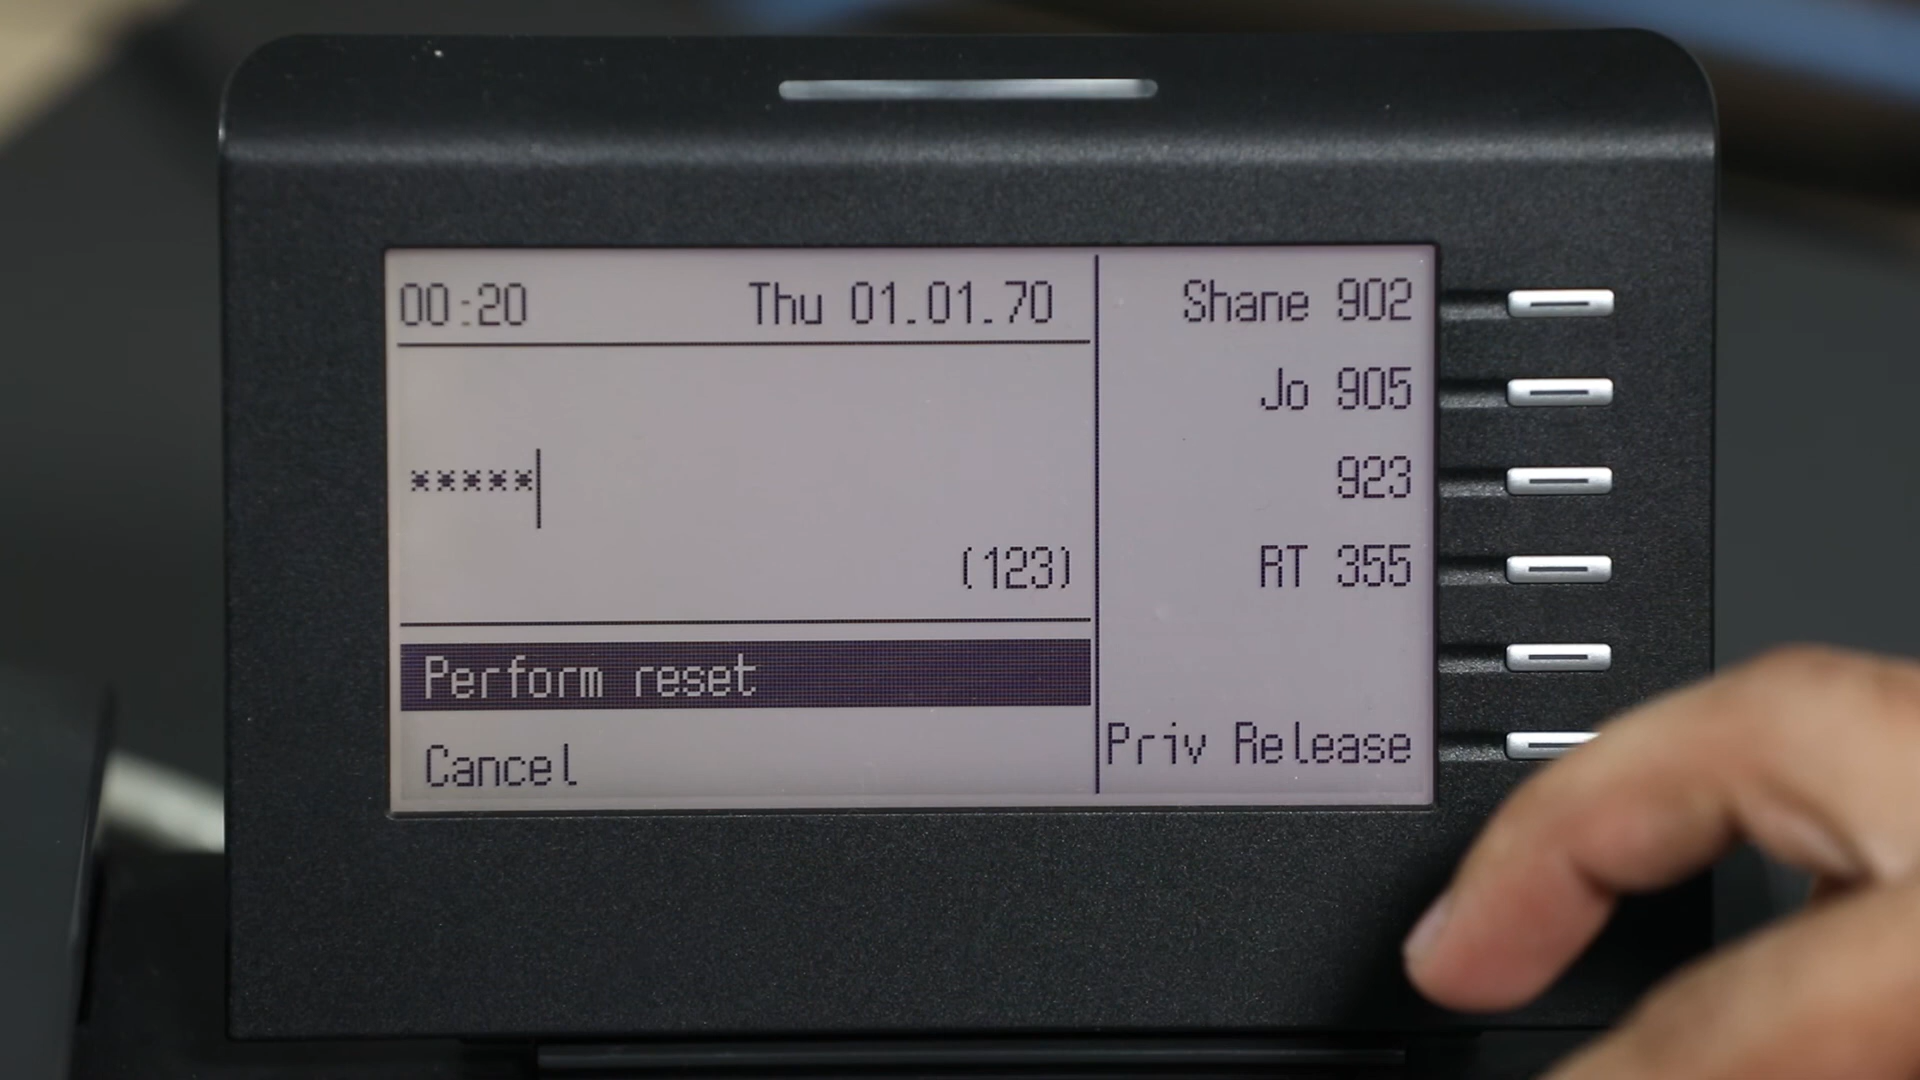 00:20 Thu 01.01.70
*****
(123)
Perform reset
Cancel
Shane 902
Jo 905
923
RT 355
Priv Release